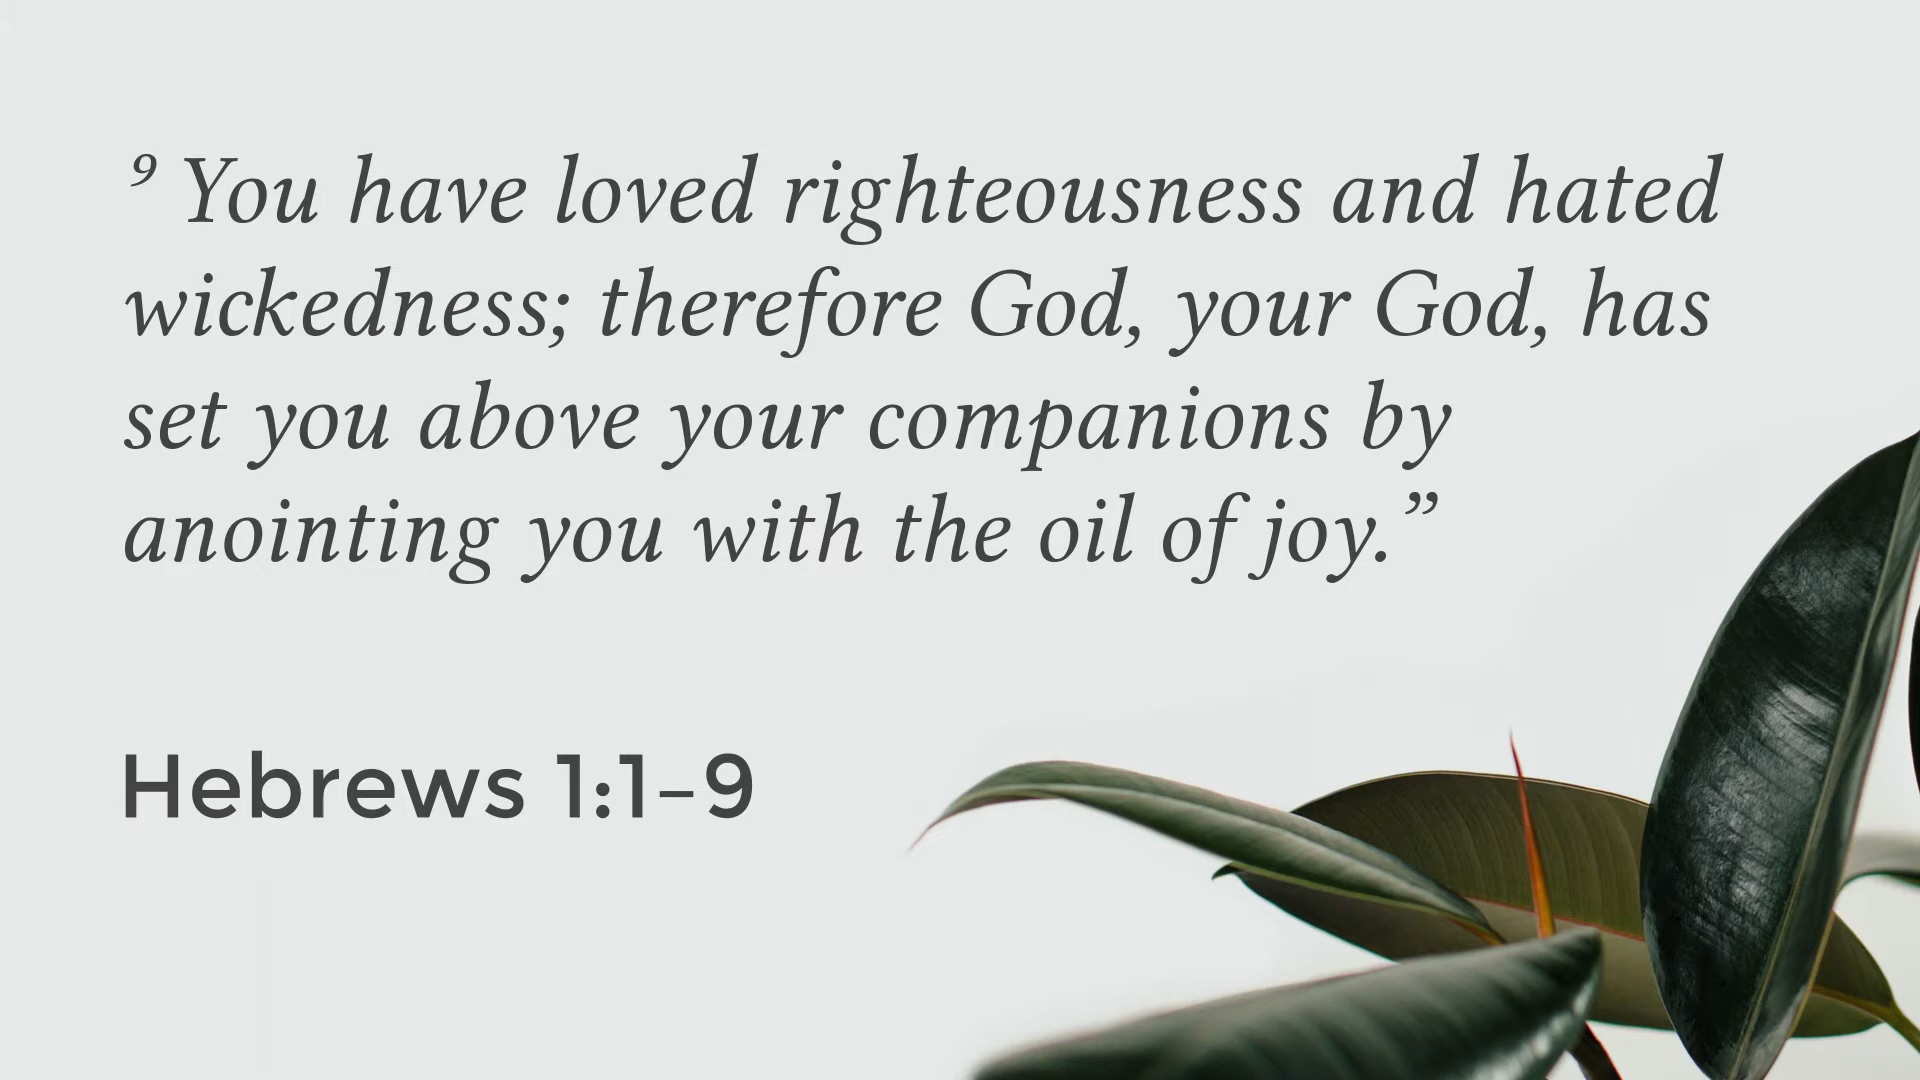 ⁹ You have loved righteousness and hated
wickedness; therefore God, your God, has
set you above your companions by
anointing you with the oil of joy.”
Hebrews 1:1–9